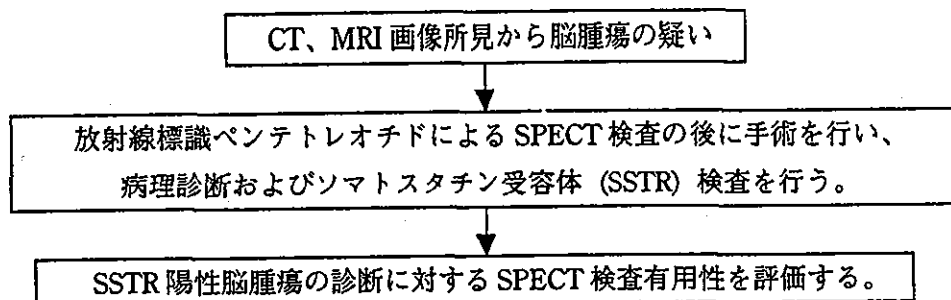 CT、MRI 画像所見から脳腫瘍の疑い
放射線標識ペンテトレオチドによる SPECT 検査の後に手術を行い、
病理診断およびソマトスタチン受容体 (SSTR) 検査を行う。
SSTR 陽性脳腫瘍の診断に対する SPECT 検査有用性を評価する。